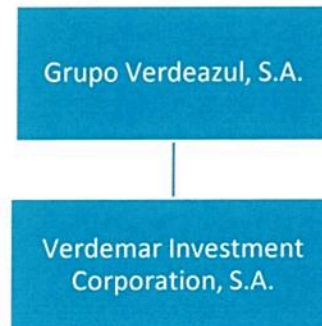 Grupo Verdeazul, S.A.
Verdemar Investment
Corporation, S.A.